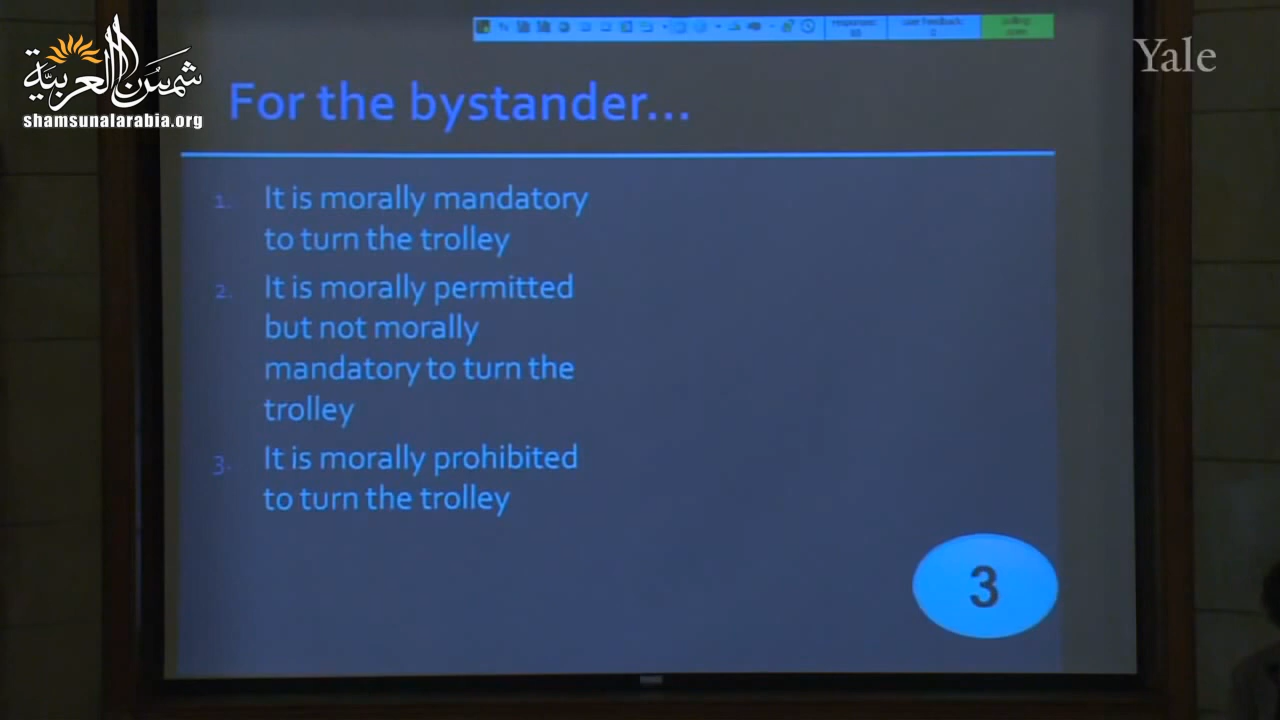 شمس العربية
shamsunalarabia.org
Yale
For the bystander...
1. It is morally mandatory
to turn the trolley
2. It is morally permitted
but not morally
mandatory to turn the
trolley
3. It is morally prohibited
to turn the trolley
3